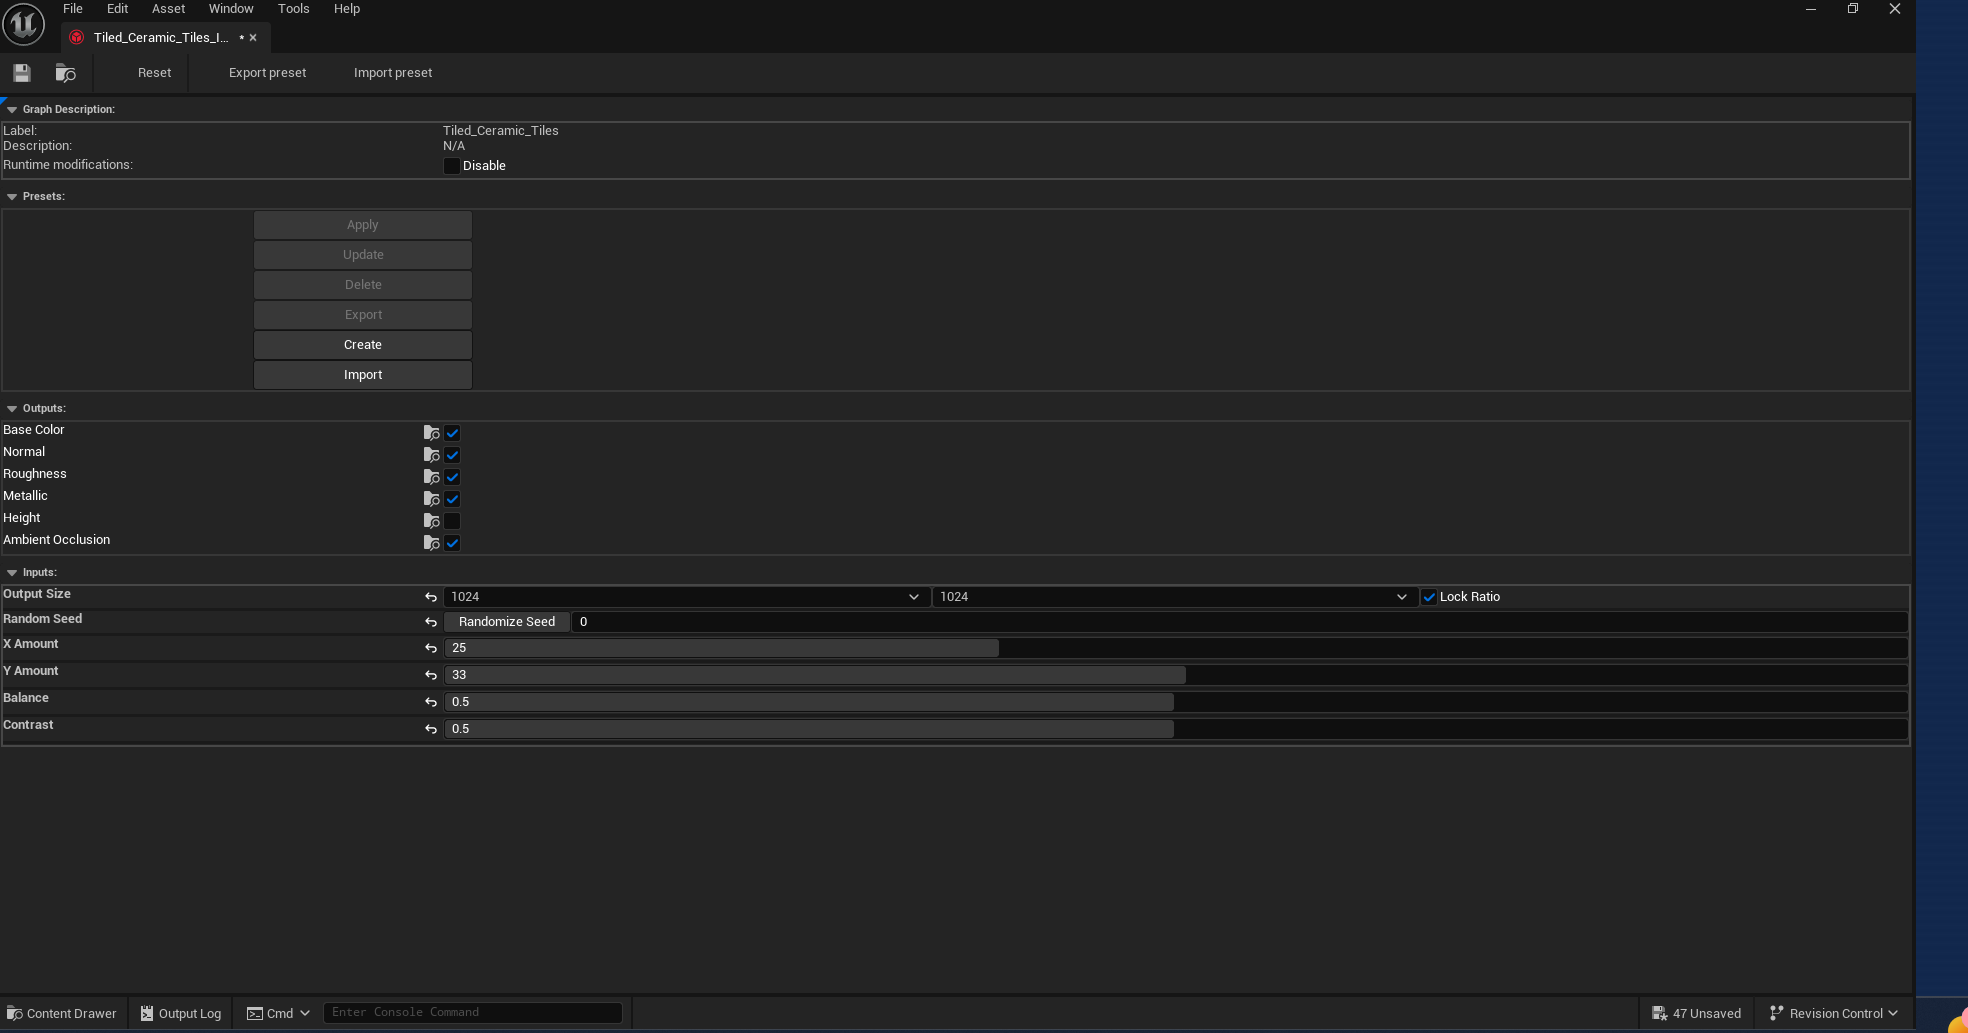 File Edit Asset Window Tools Help
Tiled_Ceramic_Tiles_I... •
Reset Export preset Import preset
Graph Description:
Label: Tiled_Ceramic_Tiles
Description: N/A
Runtime modifications: Disable
Presets:
Apply
Update
Delete
Export
Create
Import
Outputs:
Base Color
Normal
Roughness
Metallic
Height
Ambient Occlusion
Inputs:
Output Size 1024 1024 Lock Ratio
Random Seed Randomize Seed 0
X Amount 25
Y Amount 33
Balance 0.5
Contrast 0.5
Content Drawer Output Log Cmd Enter Console Command 47 Unsaved Revision Control